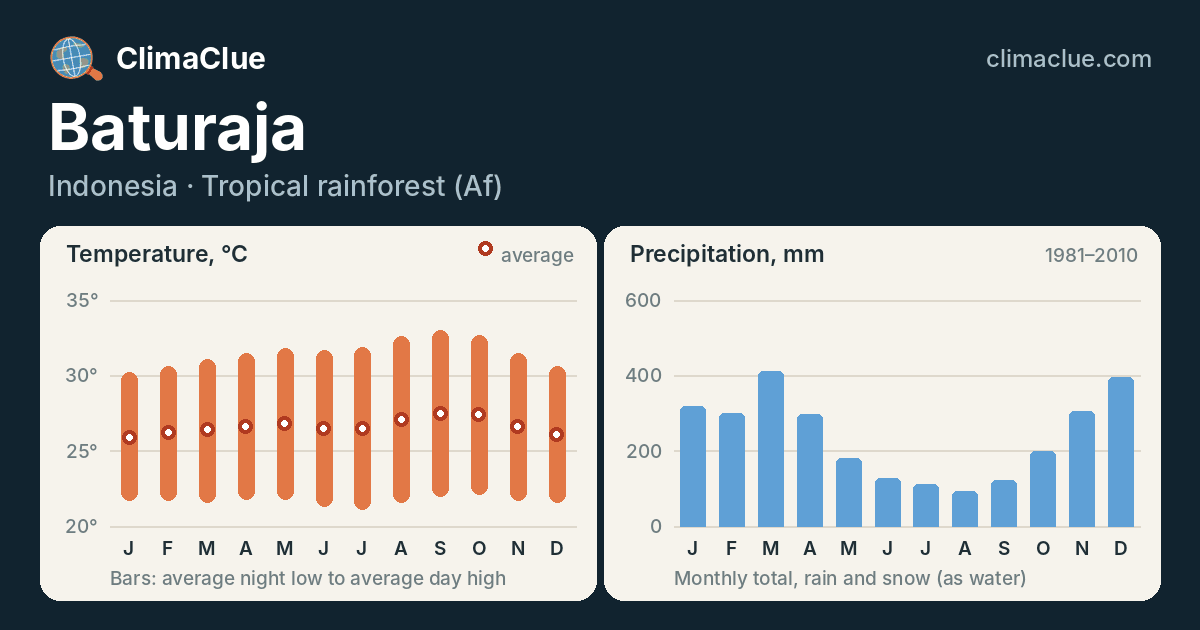 ClimaClue
climaclue.com
Baturaja
Indonesia · Tropical rainforest (Af)
Temperature, °C
average
35°
30°
25°
20°
J F M A M J J A S O N D
Bars: average night low to average day high
Precipitation, mm
1981–2010
600
400
200
0
J F M A M J J A S O N D
Monthly total, rain and snow (as water)